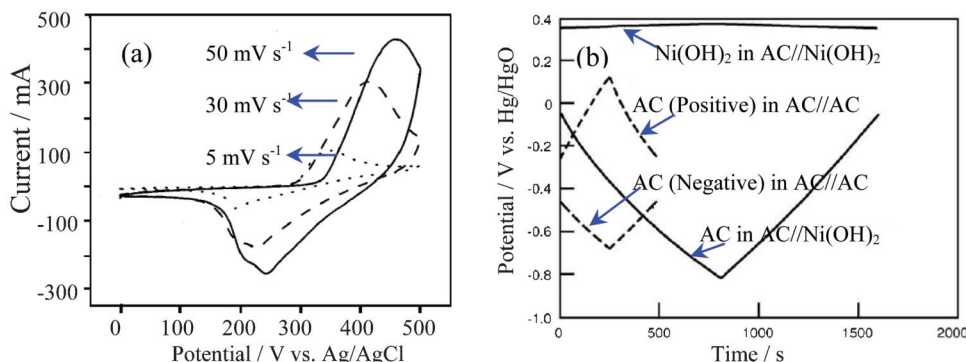 (a)
50 mV s⁻¹
30 mV s⁻¹
5 mV s⁻¹
Current / mA
500
300
100
-100
-300
0
100
200
300
400
500
Potential / V vs. Ag/AgCl
(b)
Ni(OH)₂ in AC//Ni(OH)₂
AC (Positive) in AC//AC
AC (Negative) in AC//AC
AC in AC//Ni(OH)₂
Potential / V vs. Hg/HgO
0.4
0.2
0
-0.2
-0.4
-0.6
-0.8
-1.0
0
500
1000
1500
2000
Time / s